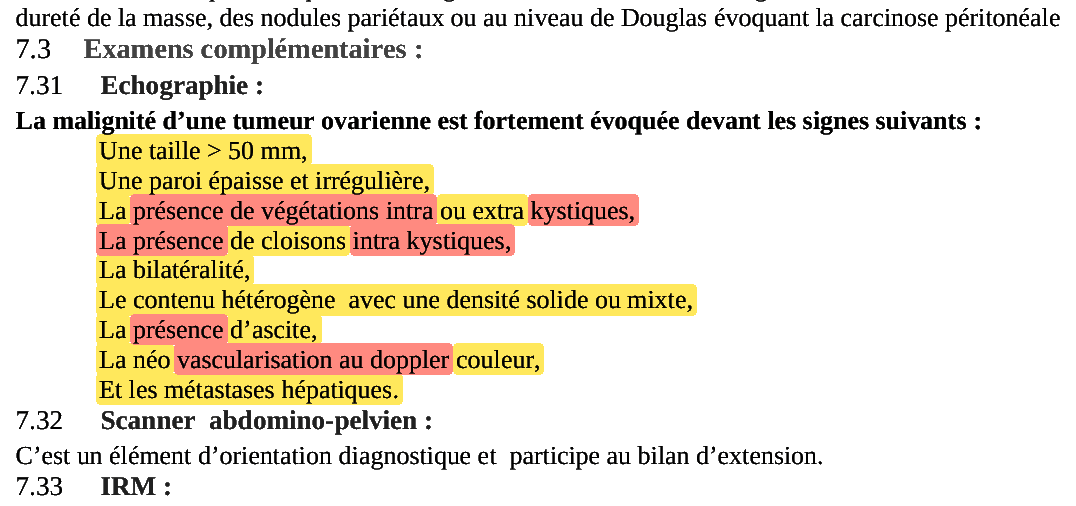 dureté de la masse, des nodules pariétaux ou au niveau de Douglas évoquant la carcinose péritonéale
7.3 Examens complémentaires :
7.31 Echographie :
La malignité d’une tumeur ovarienne est fortement évoquée devant les signes suivants :
Une taille > 50 mm,
Une paroi épaisse et irrégulière,
La présence de végétations intra ou extra kystiques,
La présence de cloisons intra kystiques,
La bilatéralité,
Le contenu hétérogène avec une densité solide ou mixte,
La présence d’ascite,
La néo vascularisation au doppler couleur,
Et les métastases hépatiques.
7.32 Scanner abdomino-pelvien :
C’est un élément d’orientation diagnostique et participe au bilan d’extension.
7.33 IRM :